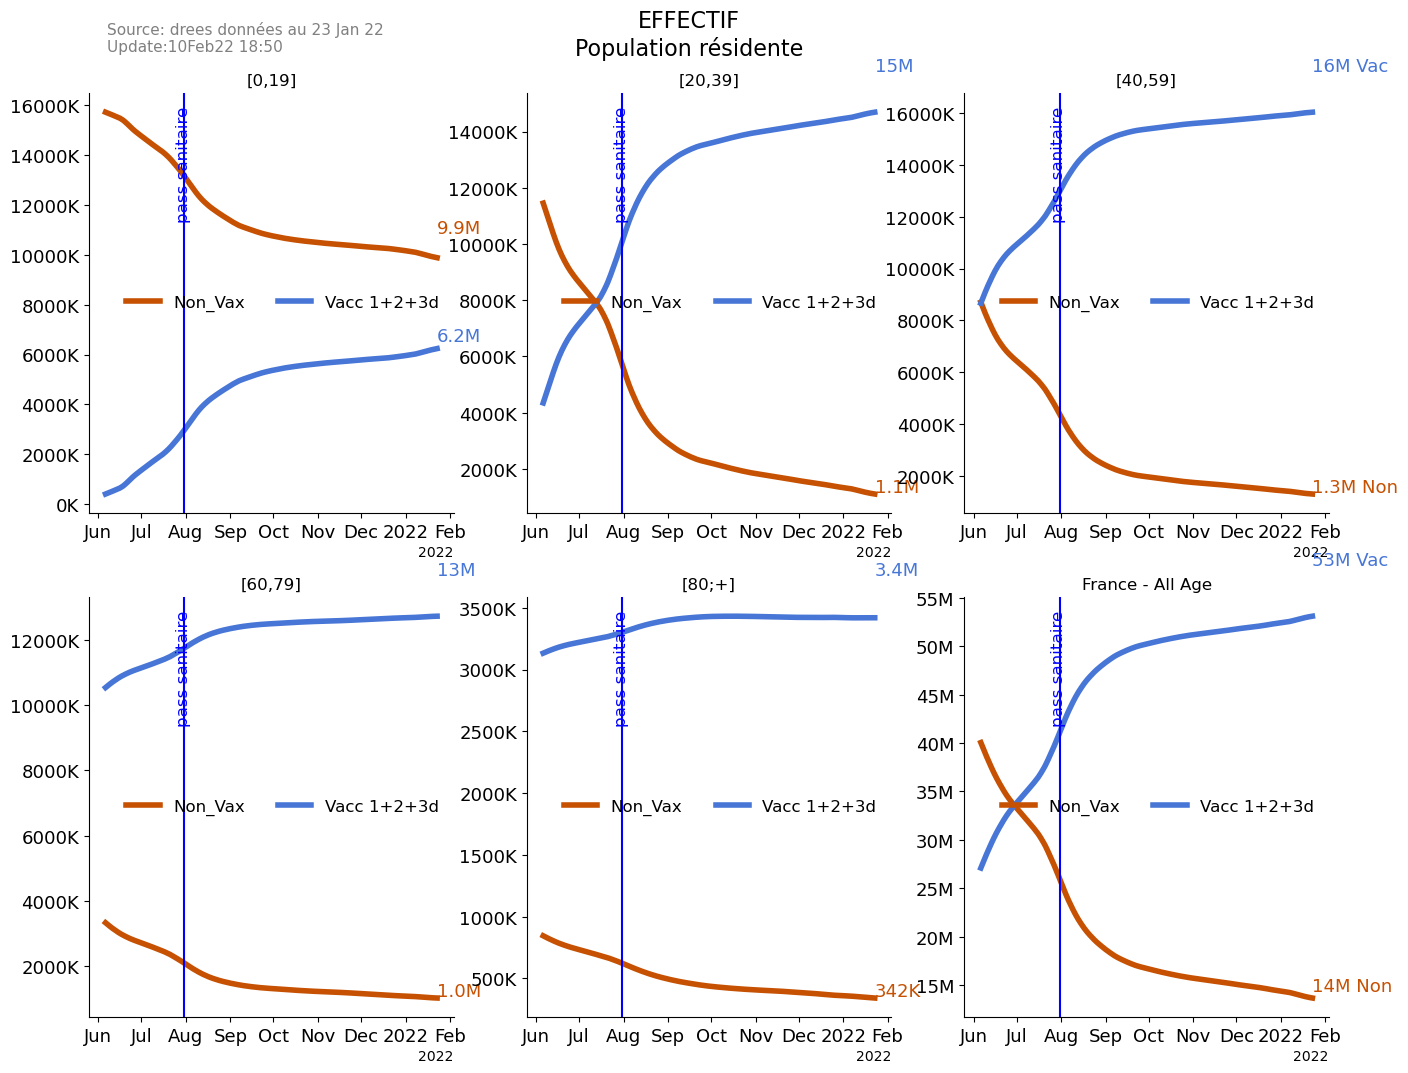 Source: drees données au 23 Jan 22
Update:10Feb22 18:50
EFFECTIF
Population résidente
[0,19]
16000K
14000K
12000K
10000K
8000K
6000K
4000K
2000K
0K
pass sanitaire
9.9M
6.2M
Non_Vax
Vacc 1+2+3d
Jun
Jul
Aug
Sep
Oct
Nov
Dec
2022
Feb
2022
[20,39]
15M
14000K
12000K
10000K
8000K
6000K
4000K
2000K
pass sanitaire
Non_Vax
Vacc 1+2+3d
1.1M
Jun
Jul
Aug
Sep
Oct
Nov
Dec
2022
Feb
2022
[40,59]
16M Vac
16000K
14000K
12000K
10000K
8000K
6000K
4000K
2000K
pass sanitaire
Non_Vax
Vacc 1+2+3d
1.3M Non
Jun
Jul
Aug
Sep
Oct
Nov
Dec
2022
Feb
2022
[60,79]
13M
12000K
10000K
8000K
6000K
4000K
2000K
pass sanitaire
Non_Vax
Vacc 1+2+3d
1.0M
Jun
Jul
Aug
Sep
Oct
Nov
Dec
2022
Feb
2022
[80;+]
3.4M
3500K
3000K
2500K
2000K
1500K
1000K
500K
pass sanitaire
Non_Vax
Vacc 1+2+3d
342K
Jun
Jul
Aug
Sep
Oct
Nov
Dec
2022
Feb
2022
France - All Age
53M Vac
55M
50M
45M
40M
35M
30M
25M
20M
15M
pass sanitaire
Non_Vax
Vacc 1+2+3d
14M Non
Jun
Jul
Aug
Sep
Oct
Nov
Dec
2022
Feb
2022